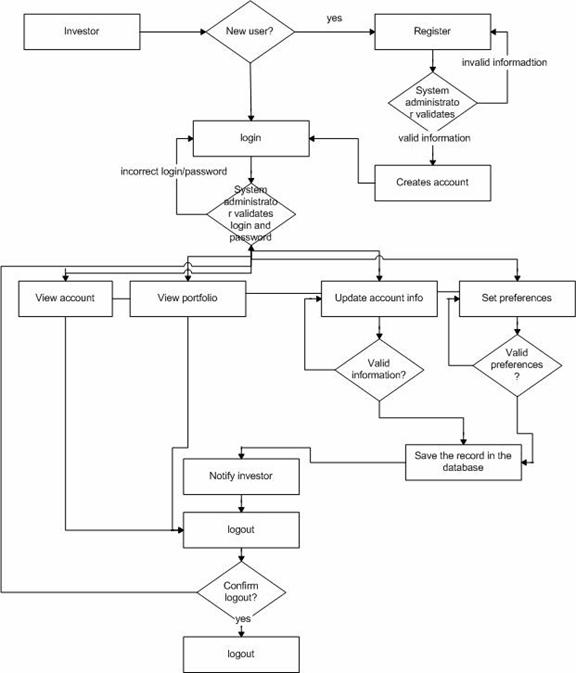 Investor
New user?
yes
Register
invalid informadtion
System
administrato
r validates
valid information
login
Creates account
incorrect login/password
System
administrato
r validates
login and
password
View account
View portfolio
Update account info
Set preferences
Valid
information?
Valid
preferences
?
Save the record in the
database
Notify investor
logout
Confirm
logout?
yes
logout